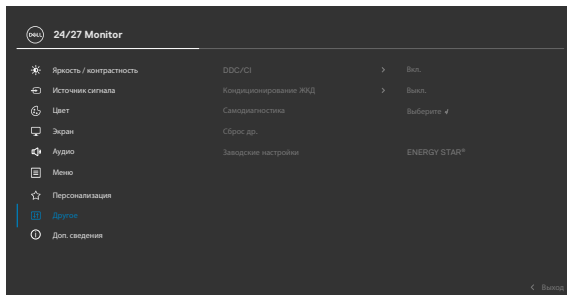 DELL 24/27 Monitor
Яркость / контрастность DDC/CI > Вкл.
Источник сигнала Кондиционирование ЖКД > Выкл.
Цвет Самодиагностика Выберите
Экран Сброс др.
Аудио Заводские настройки ENERGY STAR®
Меню
Персонализация
Другое
Доп. сведения
< Выход